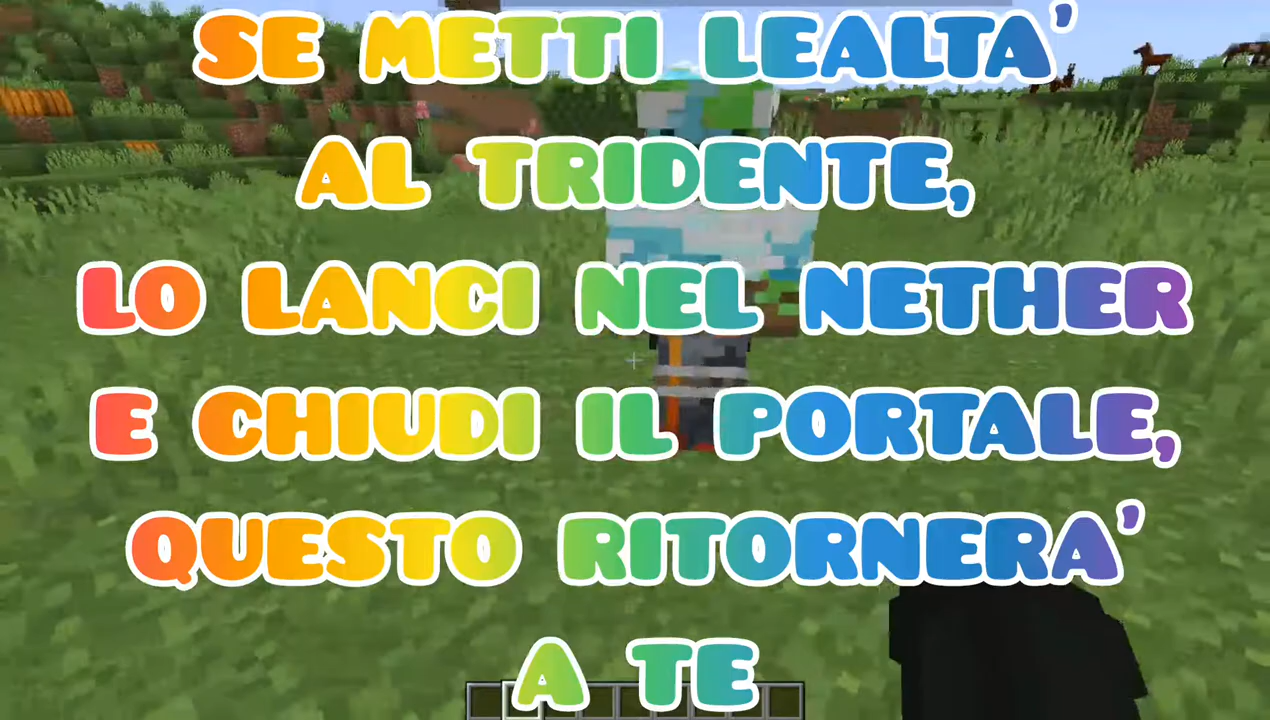 SE METTI LEALTA'
AL TRIDENTE,
LO LANCI NEL NETHER
E CHIUDI IL PORTALE,
QUESTO RITORNERA'
A TE